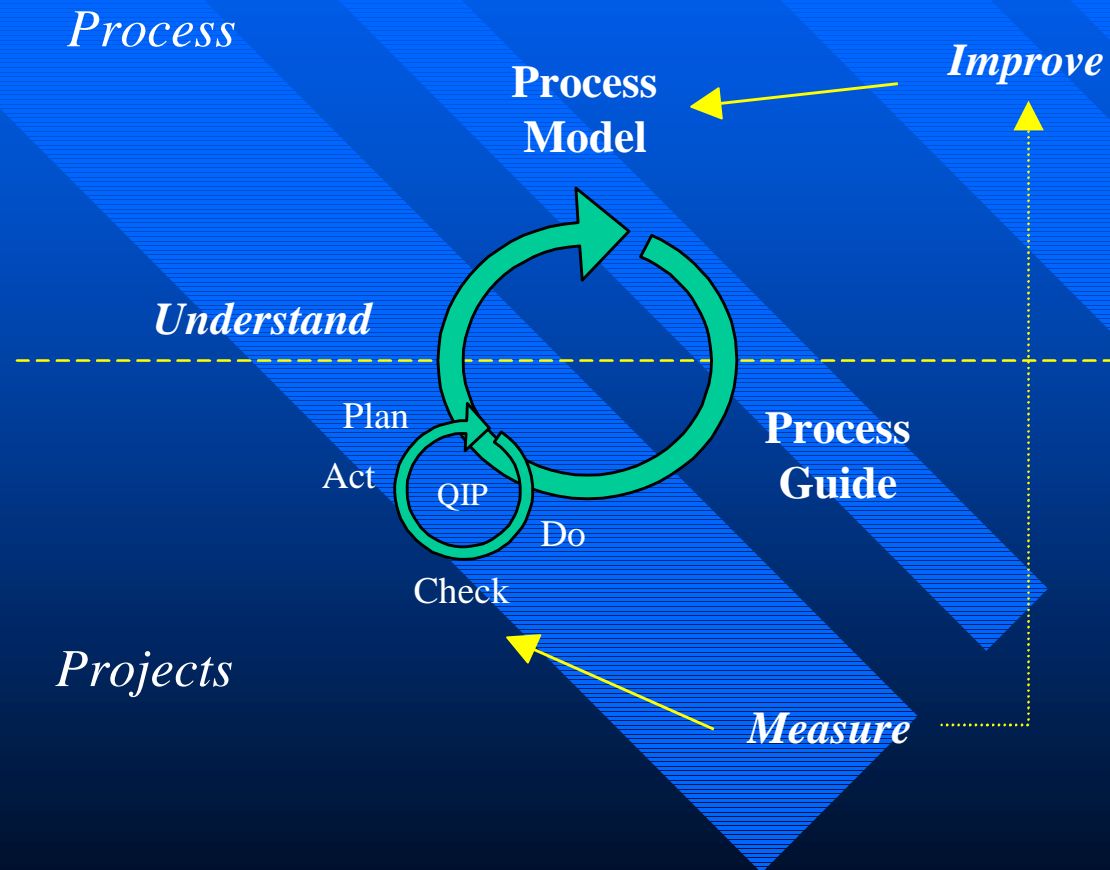 Process
Improve
Process
Model
Understand
Plan
Act
QIP
Do
Check
Process
Guide
Projects
Measure